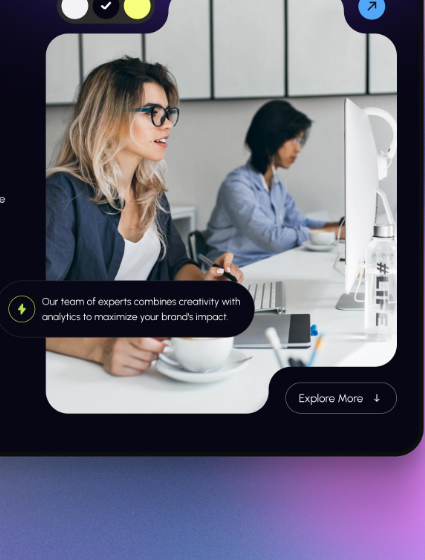 e
Our team of experts combines creativity with
analytics to maximize your brand's impact.
#LIFE
Explore More